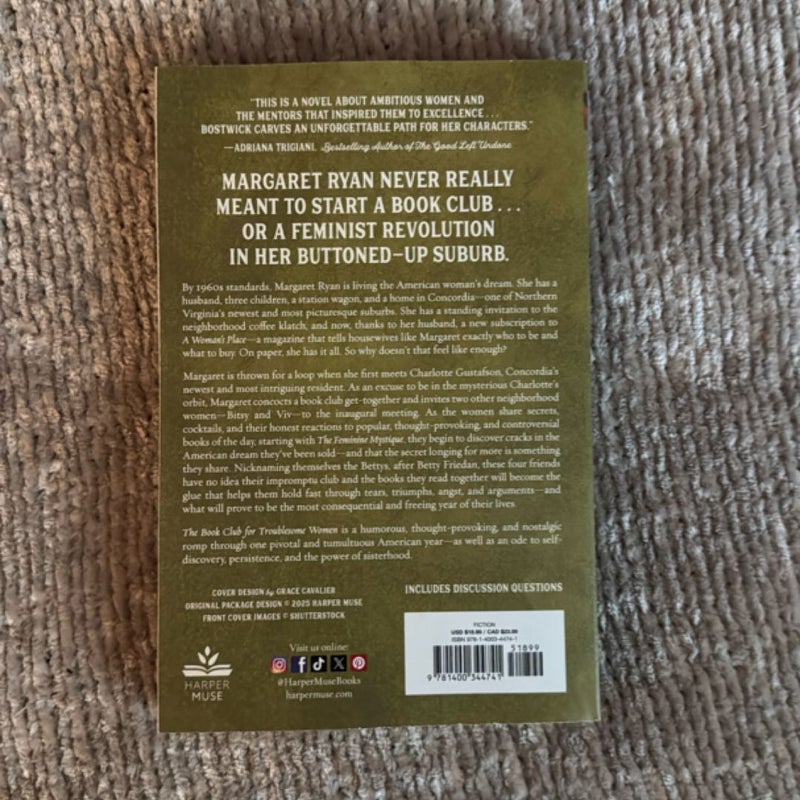 "THIS IS A NOVEL ABOUT AMBITIOUS WOMEN AND
THE MENTORS THAT INSPIRED THEM TO EXCELLENCE . . .
BOSTWICK CARVES AN UNFORGETTABLE PATH FOR HER CHARACTERS."
—ADRIANA TRIGIANI, Bestselling Author of The Good Left Undone
MARGARET RYAN NEVER REALLY
MEANT TO START A BOOK CLUB . . .
OR A FEMINIST REVOLUTION
IN HER BUTTONED-UP SUBURB.
By 1960s standards, Margaret Ryan is living the American woman's dream. She has a
husband, three children, a station wagon, and a home in Concordia—one of Northern
Virginia's newest and most picturesque suburbs. She has a standing invitation to the
neighborhood coffee klatch, and now, thanks to her husband, a new subscription to
A Woman's Place—a magazine that tells housewives like Margaret exactly who to be and
what to buy. On paper, she has it all. So why doesn't that feel like enough?
Margaret is thrown for a loop when she first meets Charlotte Gustafson, Concordia's
newest and most intriguing resident. As an excuse to be in the mysterious Charlotte's
orbit, Margaret concocts a book club get-together and invites two other neighborhood
women—Bitsy and Viv—to the inaugural meeting. As the women share secrets,
cocktails, and their honest reactions to popular, thought-provoking, and controversial
books of the day, starting with The Feminine Mystique, they begin to discover cracks in the
American dream they've been sold—and that the secret longing for more is something
they share. Nicknaming themselves the Bettys, after Betty Friedan, these four friends
have no idea their impromptu club and the books they read together will become the
glue that helps them hold fast through tears, triumphs, angst, and arguments—and
what will prove to be the most consequential and freeing year of their lives.
The Book Club for Troublesome Women is a humorous, thought-provoking, and nostalgic
romp through one pivotal and tumultuous American year—as well as an ode to self-
discovery, persistence, and the power of sisterhood.
COVER DESIGN by GRACE CAVALIER
ORIGINAL PACKAGE DESIGN © 2025 HARPER MUSE
FRONT COVER IMAGES © SHUTTERSTOCK
INCLUDES DISCUSSION QUESTIONS
HARPER
MUSE
Visit us online:
@HarperMuseBooks
harpermuse.com
FICTION
USD $18.99 / CAD $23.99
ISBN 978-1-4003-4474-1
51899
9 781400 344741